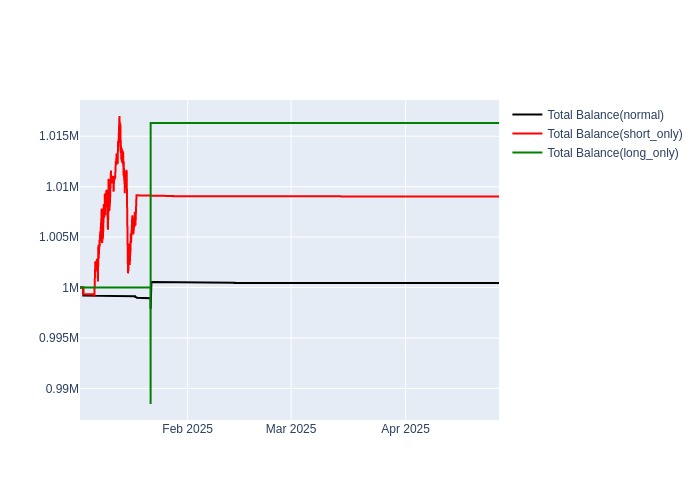 1.015M
1.01M
1.005M
1M
0.995M
0.99M
Feb 2025
Mar 2025
Apr 2025
Total Balance(normal)
Total Balance(short_only)
Total Balance(long_only)